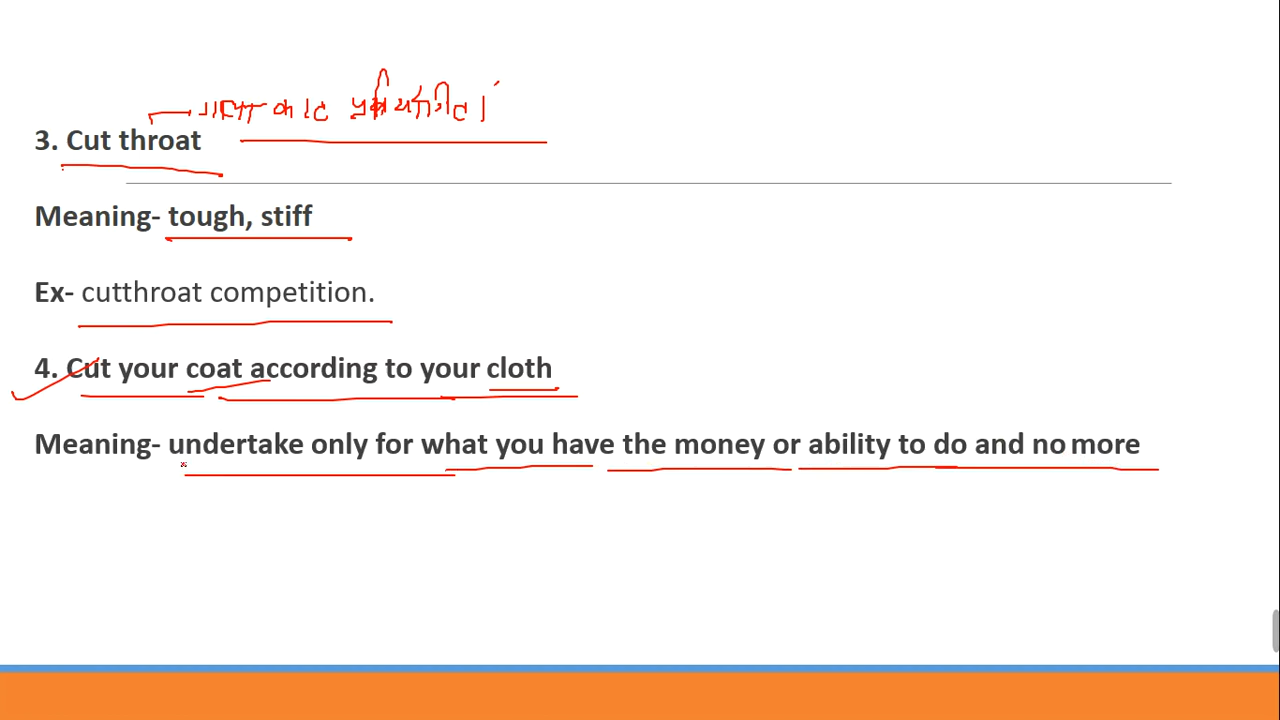 गला काट प्रतियोगिता
3. Cut throat
Meaning- tough, stiff
Ex- cutthroat competition.
4. Cut your coat according to your cloth
Meaning- undertake only for what you have the money or ability to do and no more